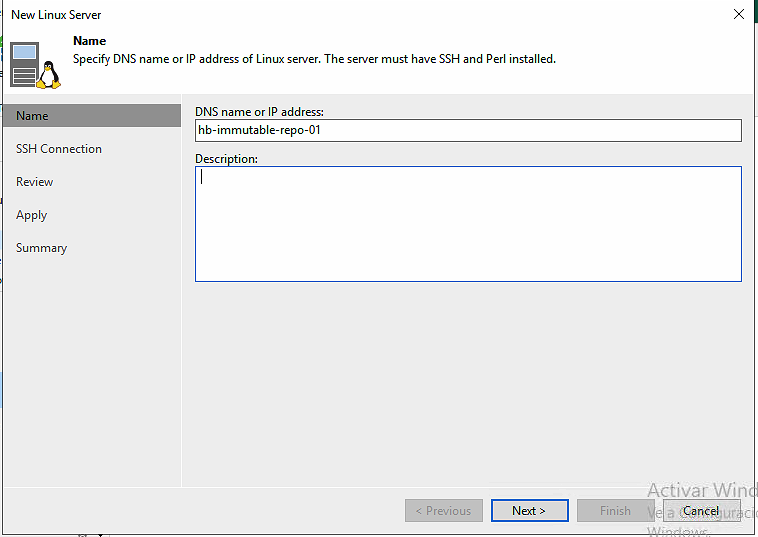 New Linux Server
Name
Specify DNS name or IP address of Linux server. The server must have SSH and Perl installed.
Name
SSH Connection
Review
Apply
Summary
DNS name or IP address:
hb-immutable-repo-01
Description:
< Previous
Next >
Finish
Cancel
Activar Wind
Ve a Configuració
Windows.